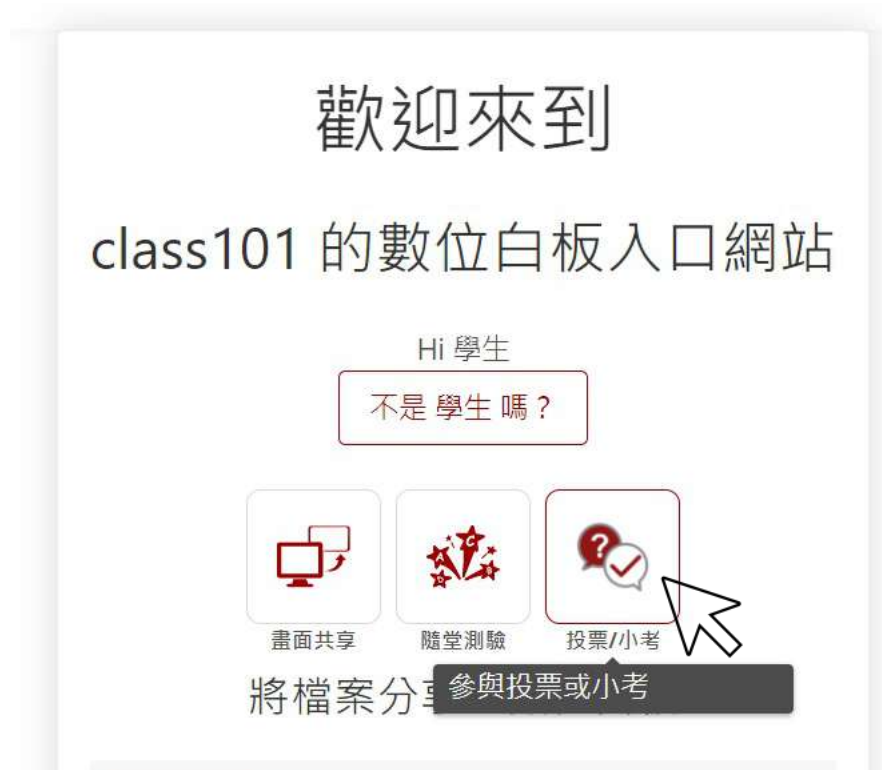 歡迎來到
class101 的數位白板入口網站
Hi 學生
不是 學生 嗎？
畫面共享 隨堂測驗 投票/小考
將檔案分
參與投票或小考